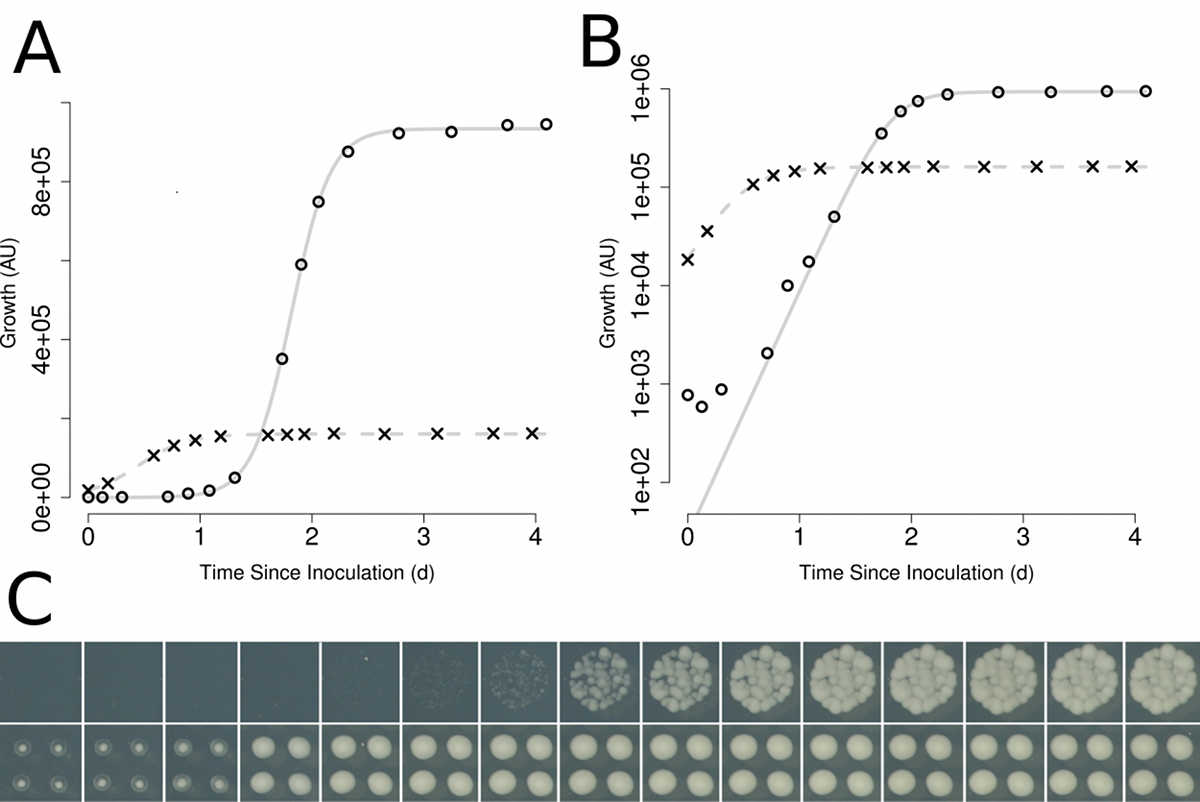 A
B
Growth (AU)
0e+00
4e+05
8e+05
0
1
2
3
4
Time Since Inoculation (d)
Growth (AU)
1e+02
1e+03
1e+04
1e+05
1e+06
0
1
2
3
4
Time Since Inoculation (d)
C